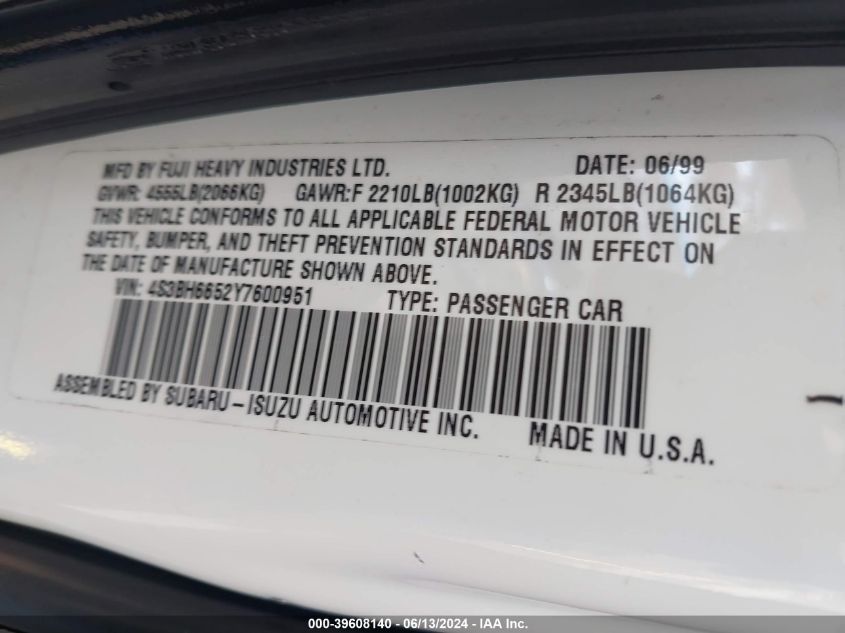 MFD BY FUJI HEAVY INDUSTRIES LTD. DATE: 06/99
GVWR: 4555LB(2066KG) GAWR:F 2210LB(1002KG) R 2345LB(1064KG)
THIS VEHICLE CONFORMS TO ALL APPLICABLE FEDERAL MOTOR VEHICLE
SAFETY, BUMPER, AND THEFT PREVENTION STANDARDS IN EFFECT ON
THE DATE OF MANUFACTURE SHOWN ABOVE.
VIN: 4S3BH6652Y7600951 TYPE: PASSENGER CAR
ASSEMBLED BY SUBARU-ISUZU AUTOMOTIVE INC. MADE IN U.S.A.
000-39608140 - 06/13/2024 - IAA Inc.